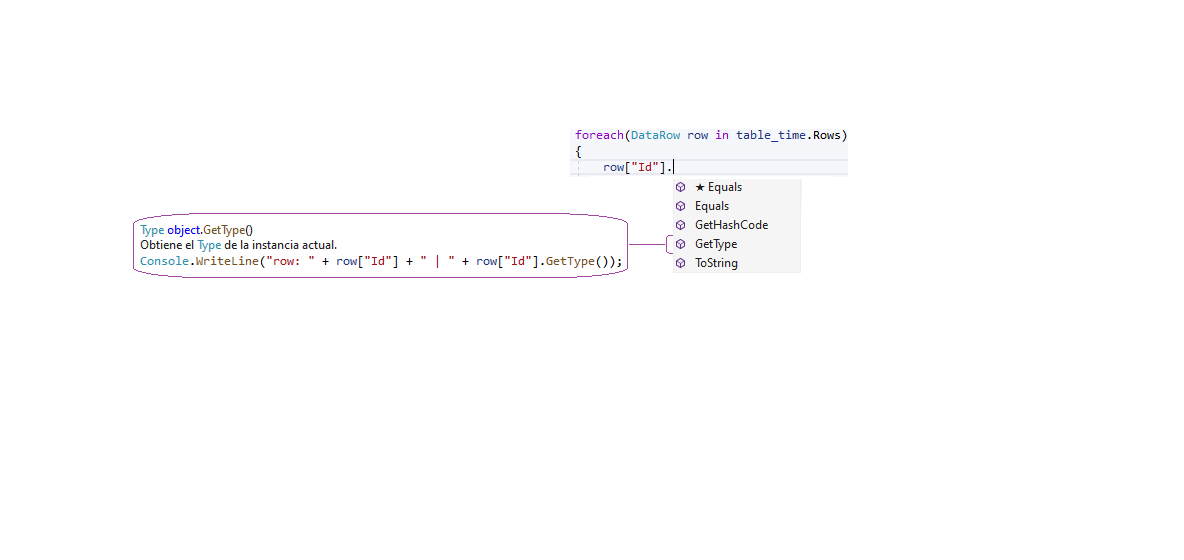 foreach(DataRow row in table_time.Rows)
{
row["Id"].
★ Equals
Equals
GetHashCode
GetType
ToString
Type object.GetType()
Obtiene el Type de la instancia actual.
Console.WriteLine("row: " + row["Id"] + " | " + row["Id"].GetType());